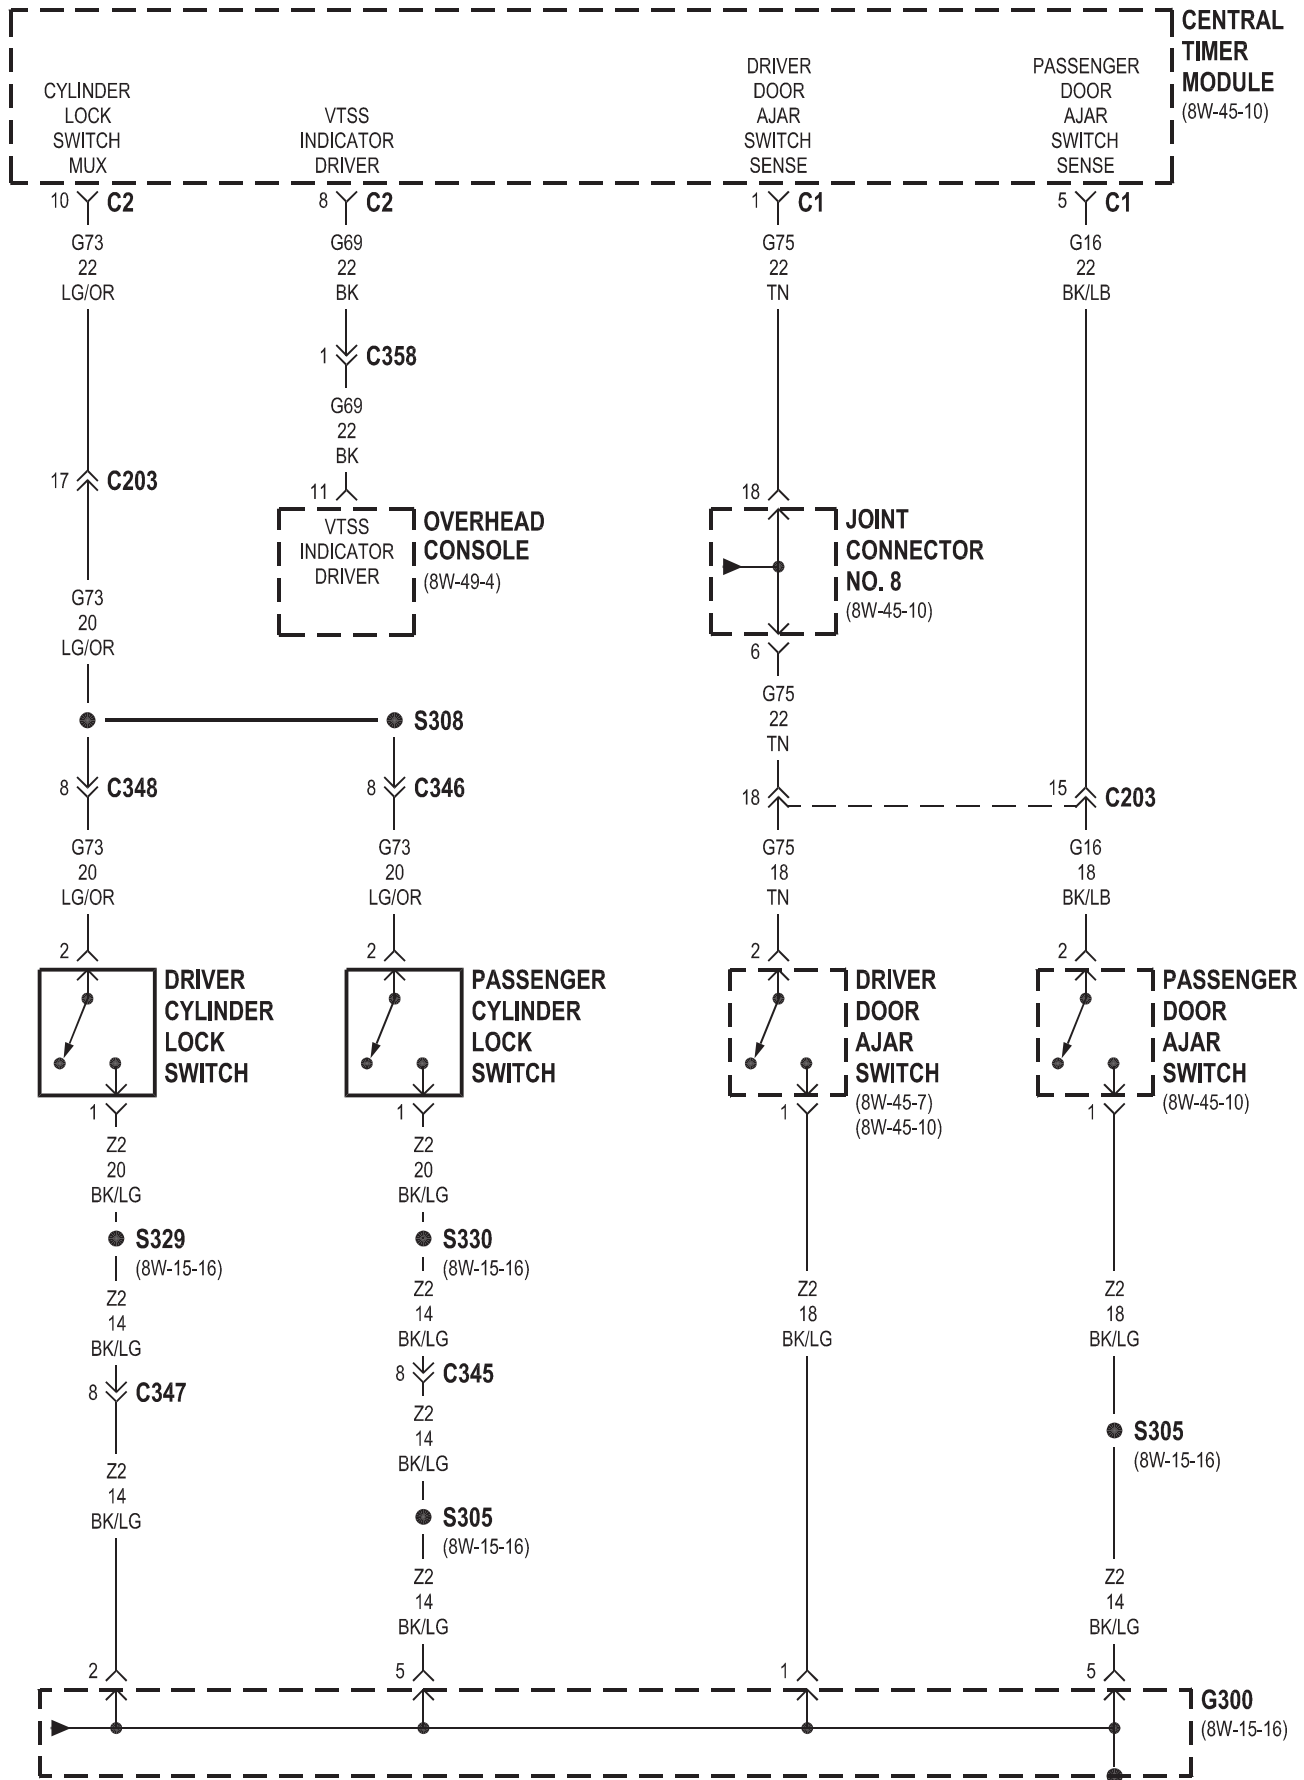 CENTRAL
TIMER
MODULE
(8W-45-10)
CYLINDER
LOCK
SWITCH
MUX
VTSS
INDICATOR
DRIVER
DRIVER
DOOR
AJAR
SWITCH
SENSE
PASSENGER
DOOR
AJAR
SWITCH
SENSE
10 C2
8 C2
1 C1
5 C1
G73
22
LG/OR
G69
22
BK
G75
22
TN
G16
22
BK/LB
1 C358
G69
22
BK
17 C203
11
VTSS
INDICATOR
DRIVER
OVERHEAD
CONSOLE
(8W-49-4)
18
JOINT
CONNECTOR
NO. 8
(8W-45-10)
6
G73
20
LG/OR
G75
22
TN
S308
8 C348
8 C346
18
15 C203
G73
20
LG/OR
G73
20
LG/OR
G75
18
TN
G16
18
BK/LB
2
DRIVER
CYLINDER
LOCK
SWITCH
1
2
PASSENGER
CYLINDER
LOCK
SWITCH
1
2
DRIVER
DOOR
AJAR
SWITCH
(8W-45-7)
(8W-45-10)
1
2
PASSENGER
DOOR
AJAR
SWITCH
(8W-45-10)
1
Z2
20
BK/LG
Z2
20
BK/LG
S329
(8W-15-16)
S330
(8W-15-16)
Z2
14
BK/LG
Z2
14
BK/LG
Z2
18
BK/LG
Z2
18
BK/LG
8 C347
8 C345
Z2
14
BK/LG
Z2
14
BK/LG
S305
(8W-15-16)
S305
(8W-15-16)
Z2
14
BK/LG
Z2
14
BK/LG
2
5
1
5
G300
(8W-15-16)